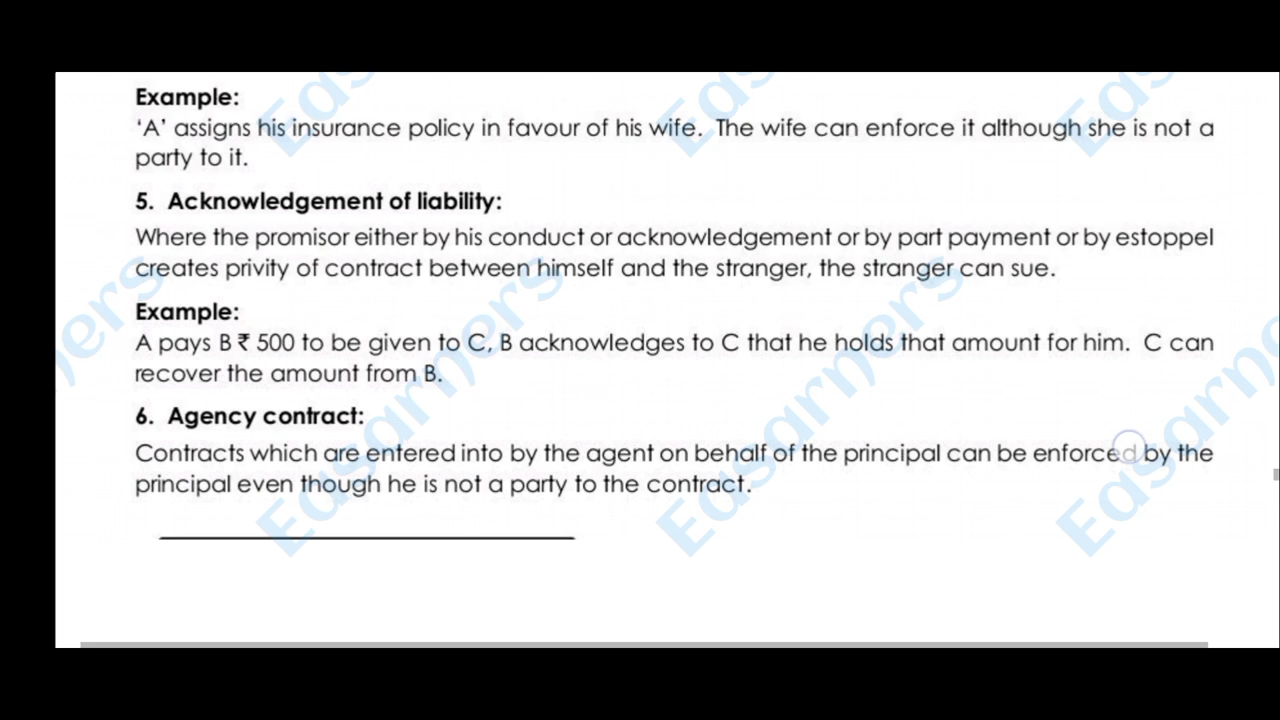 Example:
‘A’ assigns his insurance policy in favour of his wife. The wife can enforce it although she is not a
party to it.
5. Acknowledgement of liability:
Where the promisor either by his conduct or acknowledgement or by part payment or by estoppel
creates privity of contract between himself and the stranger, the stranger can sue.
Example:
A pays B ₹ 500 to be given to C, B acknowledges to C that he holds that amount for him. C can
recover the amount from B.
6. Agency contract:
Contracts which are entered into by the agent on behalf of the principal can be enforced by the
principal even though he is not a party to the contract.
Easarners
Easarners
Easarners